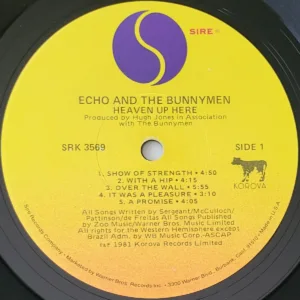 SIRE
ECHO AND THE BUNNYMEN
HEAVEN UP HERE
Produced by Hugh Jones in Association
with The Bunnymen
SRK 3569
SIDE 1
KOROVA
1. SHOW OF STRENGTH • 4:50
2. WITH A HIP • 4:35
3. OVER THE WALL • 5:55
4. IT WAS A PLEASURE • 3:10
5. A PROMISE • 4:05
All Songs Written by Sergeant/McCulloch/
Pattinson/de Freitas All Songs Published
by Zoo Music/Warner Bros. Music Limited
All rights for the Western Hemisphere except
Brazil Adm. by WB Music Corp.-ASCAP
1981 Korova Records Limited